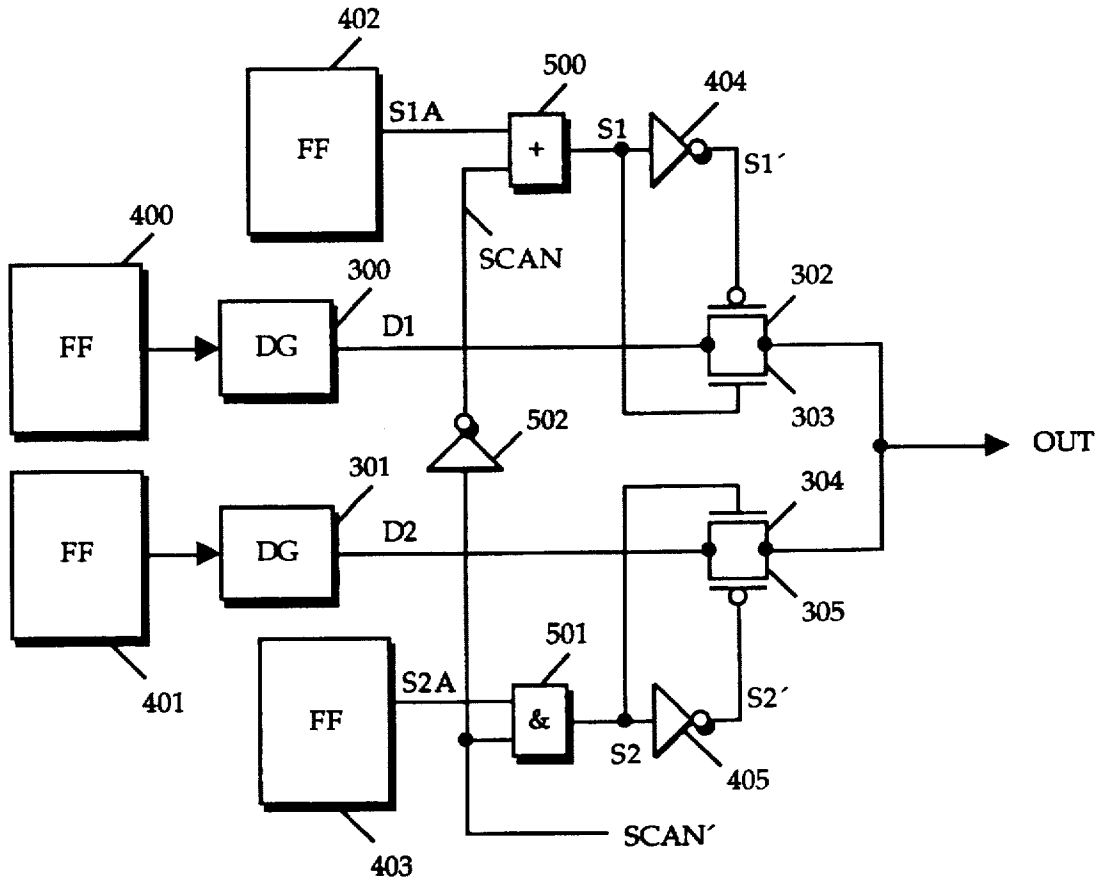 402
500
404
S1A
S1
FF
+
S1´
400
SCAN
300
302
D1
FF
DG
303
502
OUT
301
304
D2
FF
DG
305
501
S2A
401
S2´
FF
&
S2
405
SCAN´
403